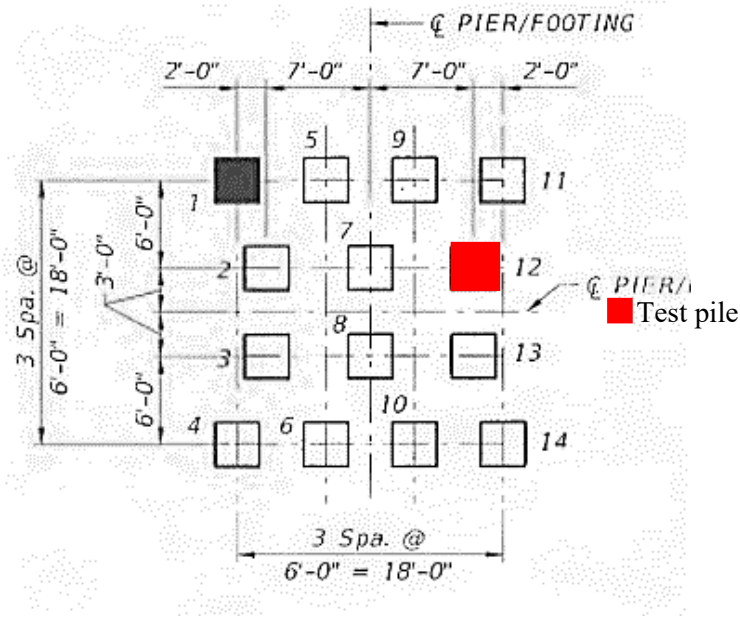 ℄ PIER/FOOTING
2'-0" 7'-0" 7'-0" 2'-0"
5 9
1 11
7
2 12
℄ PIER/
Test pile
8
3 13
10
4 6 14
3 Spa. @
6'-0" = 18'-0"
6'-0"
3'-0"
6'-0"
3 Spa. @
6'-0" = 18'-0"